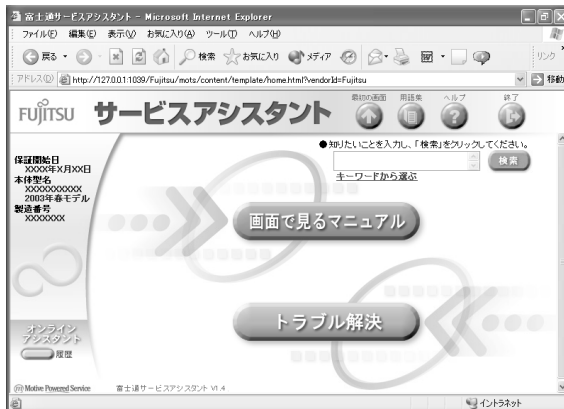 富士通サービスアシスタント - Microsoft Internet Explorer
ファイル(F) 編集(E) 表示(V) お気に入り(A) ツール(T) ヘルプ(H)
戻る 検索 お気に入り メディア リンク
アドレス(D) http://127.0.0.1:1039/Fujitsu/mots/content/template/home.html?vendorId=Fujitsu 移動
FUJITSU サービスアシスタント 最初の画面 用語集 ヘルプ 終了
●知りたいことを入力し、「検索」をクリックしてください。
検索
キーワードから選ぶ
保証開始日
XXXX年X月XX日
本体型名
XXXXXXXXXX
2003年春モデル
製造番号
XXXXXXX
画面で見るマニュアル
トラブル解決
オンライン
アシスタント
履歴
Motive Powered Service 富士通サービスアシスタント V1.4
イントラネット